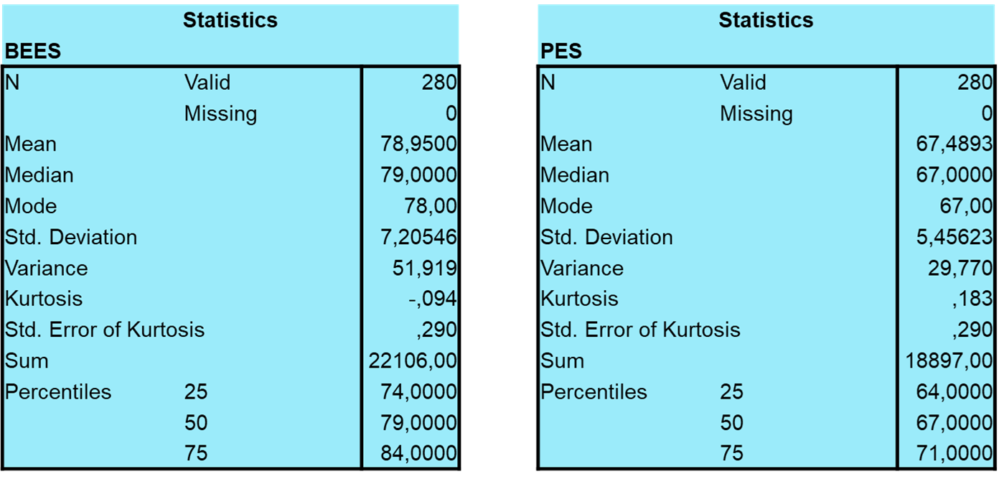 Statistics
BEES
N Valid 280
Missing 0
Mean 78,9500
Median 79,0000
Mode 78,00
Std. Deviation 7,20546
Variance 51,919
Kurtosis -,094
Std. Error of Kurtosis ,290
Sum 22106,00
Percentiles 25 74,0000
50 79,0000
75 84,0000
Statistics
PES
N Valid 280
Missing 0
Mean 67,4893
Median 67,0000
Mode 67,00
Std. Deviation 5,45623
Variance 29,770
Kurtosis ,183
Std. Error of Kurtosis ,290
Sum 18897,00
Percentiles 25 64,0000
50 67,0000
75 71,0000